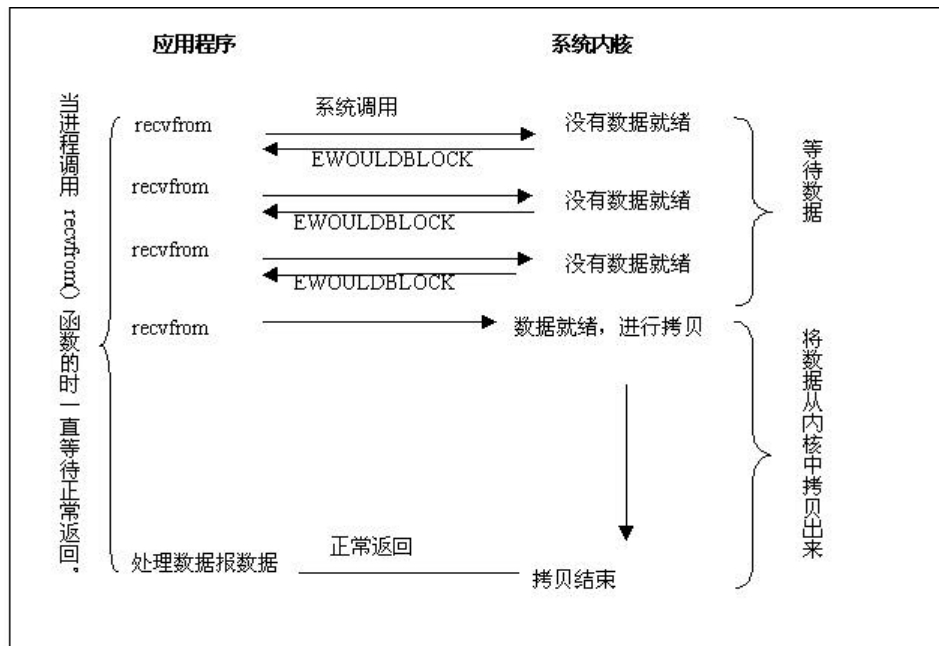 应用程序
系统内核
当进程调用 recvfrom() 函数的时一直等待正常返回。
系统调用
recvfrom
没有数据就绪
EWOULDBLOCK
recvfrom
没有数据就绪
EWOULDBLOCK
recvfrom
没有数据就绪
EWOULDBLOCK
等待数据
recvfrom
数据就绪，进行拷贝
将数据从内核中拷贝出来
正常返回
处理数据报数据
拷贝结束